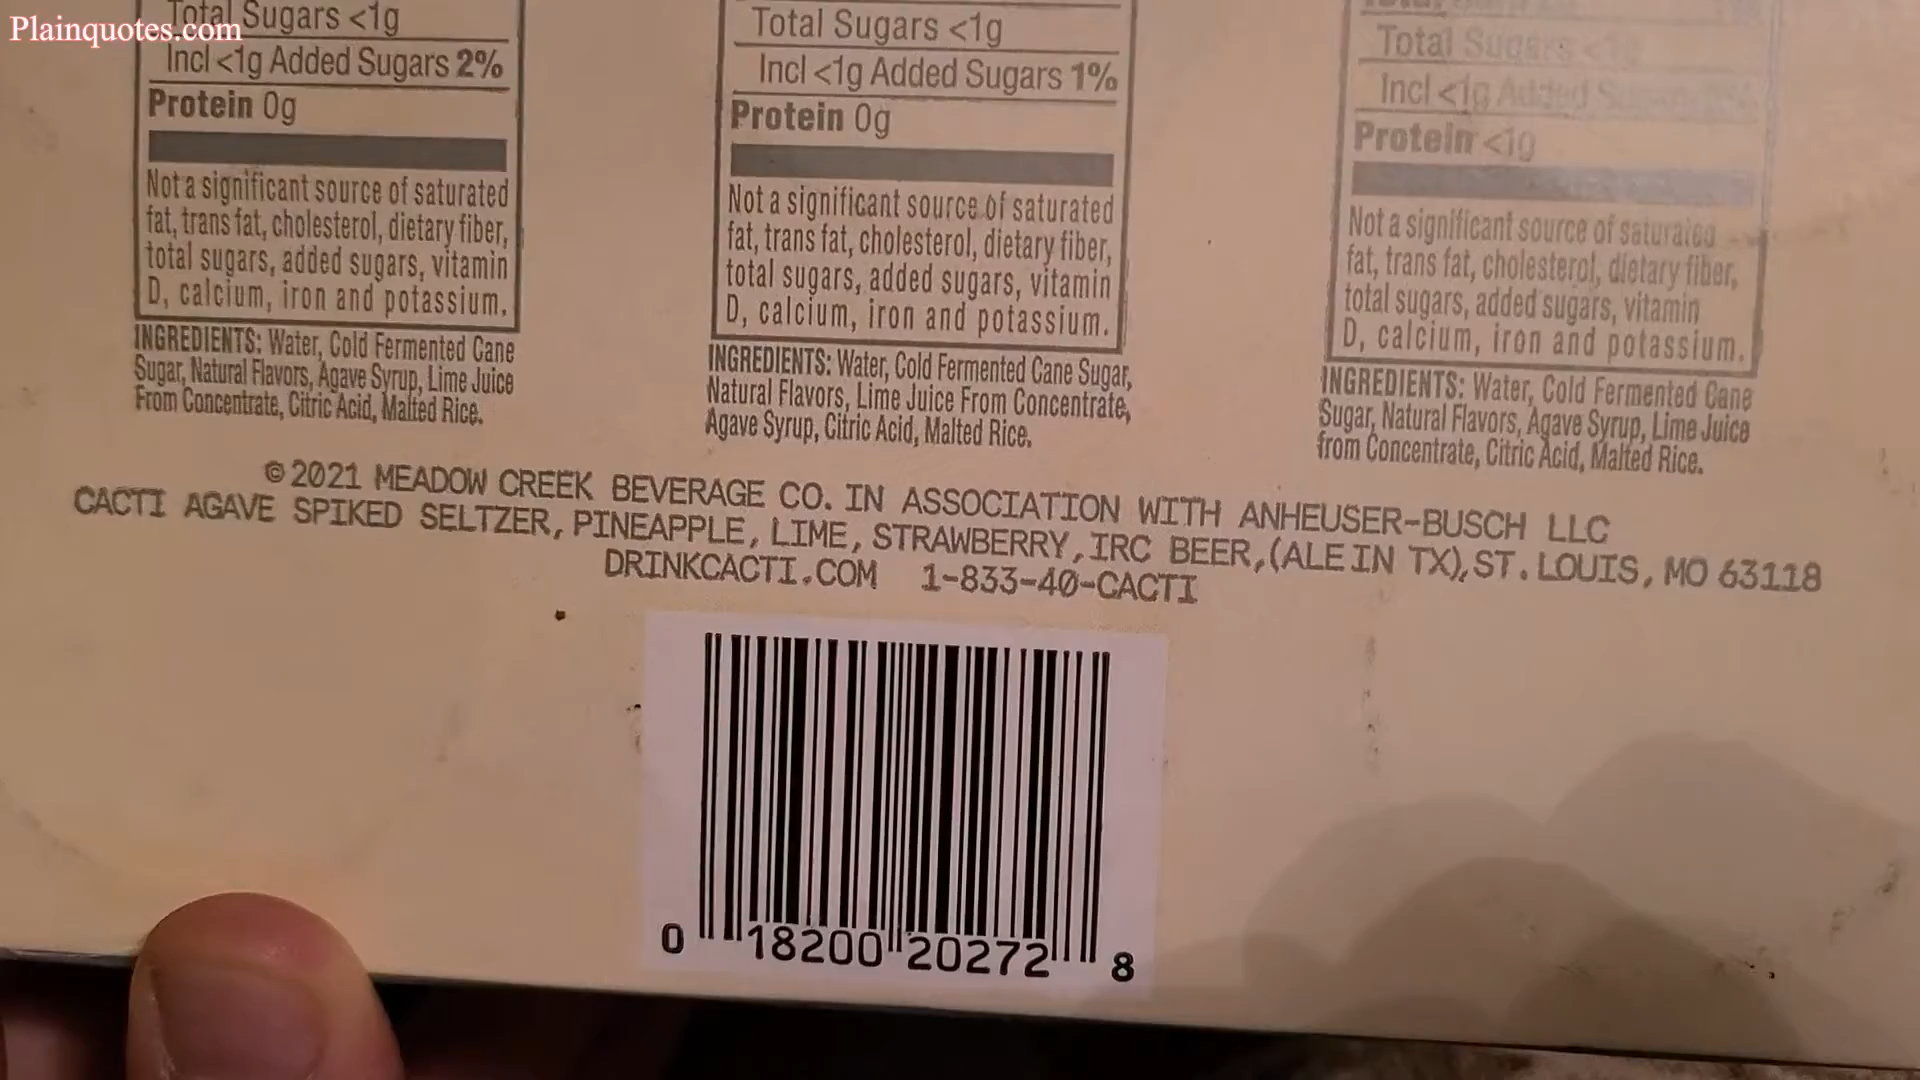 Plainquotes.com
Total Sugars <1g
Incl <1g Added Sugars 2%
Protein 0g
Not a significant source of saturated
fat, trans fat, cholesterol, dietary fiber,
total sugars, added sugars, vitamin
D, calcium, iron and potassium.
INGREDIENTS: Water, Cold Fermented Cane
Sugar, Natural Flavors, Agave Syrup, Lime Juice
From Concentrate, Citric Acid, Malted Rice.
Total Sugars <1g
Incl <1g Added Sugars 1%
Protein 0g
Not a significant source of saturated
fat, trans fat, cholesterol, dietary fiber,
total sugars, added sugars, vitamin
D, calcium, iron and potassium.
INGREDIENTS: Water, Cold Fermented Cane Sugar,
Natural Flavors, Lime Juice From Concentrate,
Agave Syrup, Citric Acid, Malted Rice.
Total Sugars <1g
Incl <1g Added Sugars
Protein <1g
Not a significant source of saturated
fat, trans fat, cholesterol, dietary fiber,
total sugars, added sugars, vitamin
D, calcium, iron and potassium.
INGREDIENTS: Water, Cold Fermented Cane
Sugar, Natural Flavors, Agave Syrup, Lime Juice
from Concentrate, Citric Acid, Malted Rice.
©2021 MEADOW CREEK BEVERAGE CO. IN ASSOCIATION WITH ANHEUSER-BUSCH LLC
CACTI AGAVE SPIKED SELTZER, PINEAPPLE, LIME, STRAWBERRY, IRC BEER, (ALE IN TX), ST. LOUIS, MO 63118
DRINKCACTI.COM 1-833-40-CACTI
0 18200 20272 8